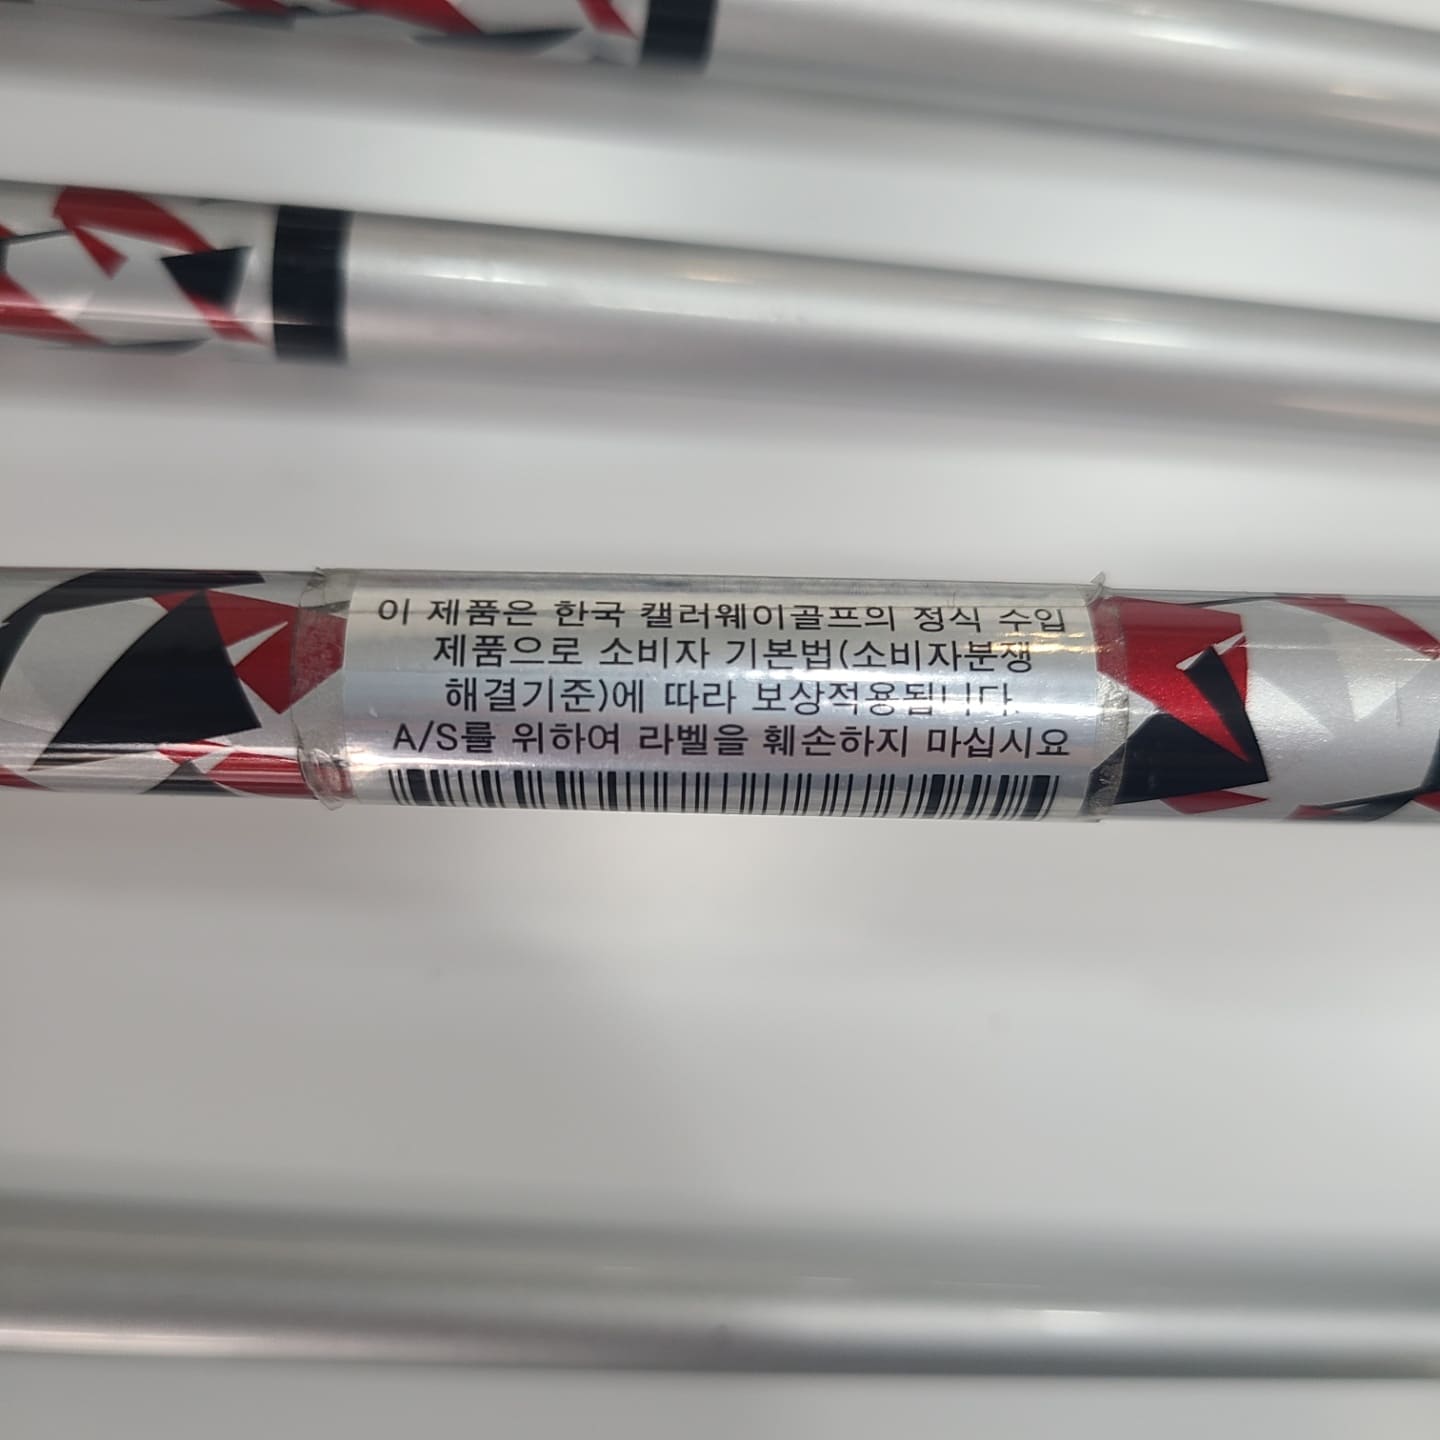 이 제품은 한국 캘러웨이골프의 정식 수입
제품으로 소비자 기본법(소비자분쟁
해결기준)에 따라 보상적용됩니다.
A/S를 위하여 라벨을 훼손하지 마십시요